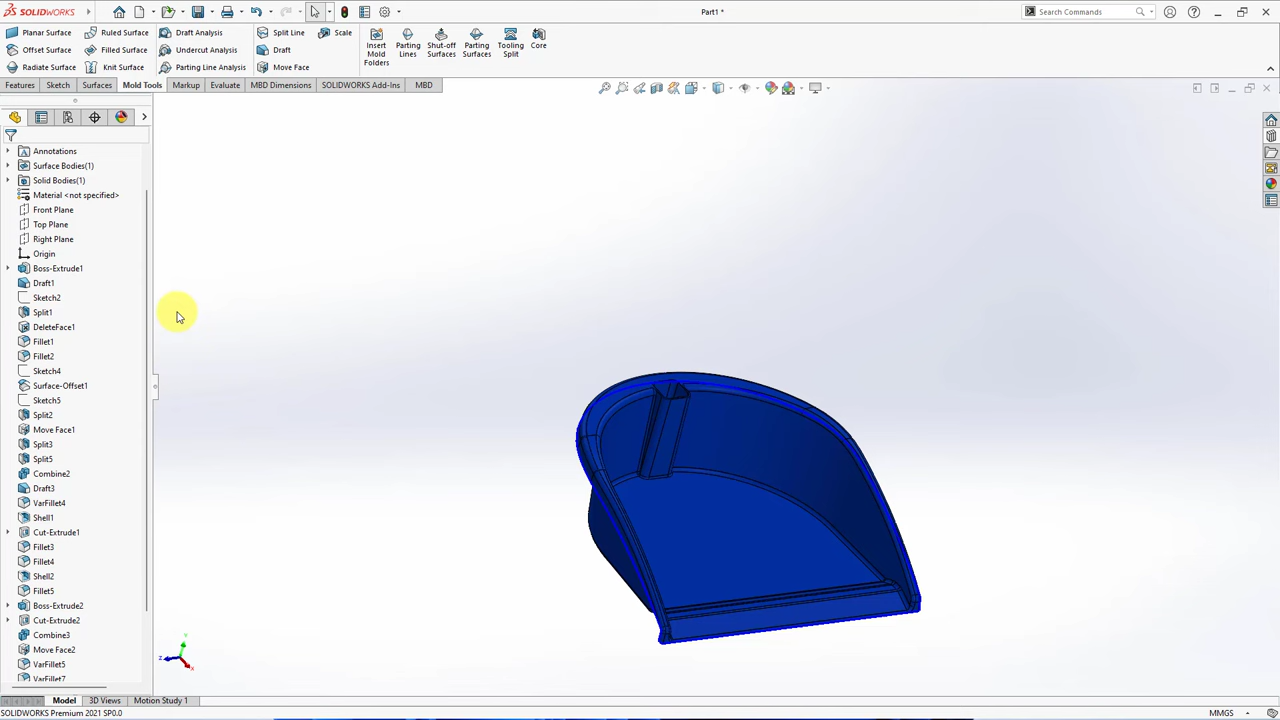 SOLIDWORKS
Part1 *
Search Commands
Planar Surface
Ruled Surface
Draft Analysis
Split Line
Scale
Offset Surface
Filled Surface
Undercut Analysis
Draft
Radiate Surface
Knit Surface
Parting Line Analysis
Move Face
Insert Mold Folders
Parting Lines
Shut-off Surfaces
Parting Surfaces
Tooling Split
Core
Features
Sketch
Surfaces
Mold Tools
Markup
Evaluate
MBD Dimensions
SOLIDWORKS Add-Ins
MBD
Annotations
Surface Bodies(1)
Solid Bodies(1)
Material <not specified>
Front Plane
Top Plane
Right Plane
Origin
Boss-Extrude1
Draft1
Sketch2
Split1
DeleteFace1
Fillet1
Fillet2
Sketch4
Surface-Offset1
Sketch5
Split2
Move Face1
Split3
Split5
Combine2
Draft3
VarFillet4
Shell1
Cut-Extrude1
Fillet3
Fillet4
Shell2
Fillet5
Boss-Extrude2
Cut-Extrude2
Combine3
Move Face2
VarFillet5
VarFillet7
Y
Z
X
Model
3D Views
Motion Study 1
SOLIDWORKS Premium 2021 SP0.0
MMGS